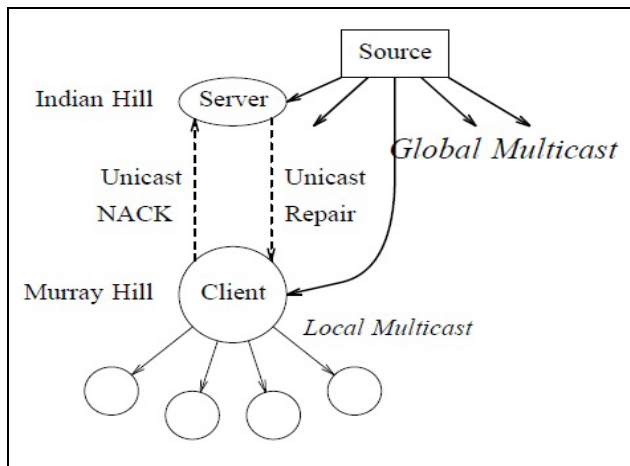 Source
Indian Hill
Server
Global Multicast
Unicast
NACK
Unicast
Repair
Murray Hill
Client
Local Multicast